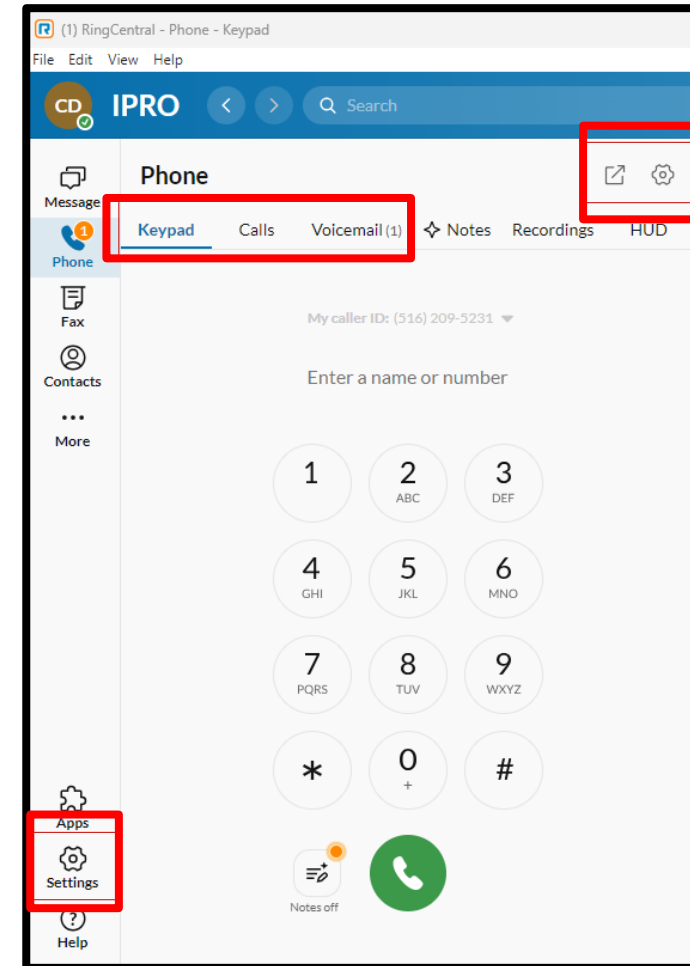 (1) RingCentral - Phone - Keypad
File Edit View Help
CD IPRO Search
Message
Phone
Fax
Contacts
More
Apps
Settings
Help
Phone
Keypad Calls Voicemail (1) Notes Recordings HUD
My caller ID: (516) 209-5231
Enter a name or number
1 2 3
ABC DEF
4 5 6
GHI JKL MNO
7 8 9
PQRS TUV WXYZ
* 0 #
+
Notes off
1